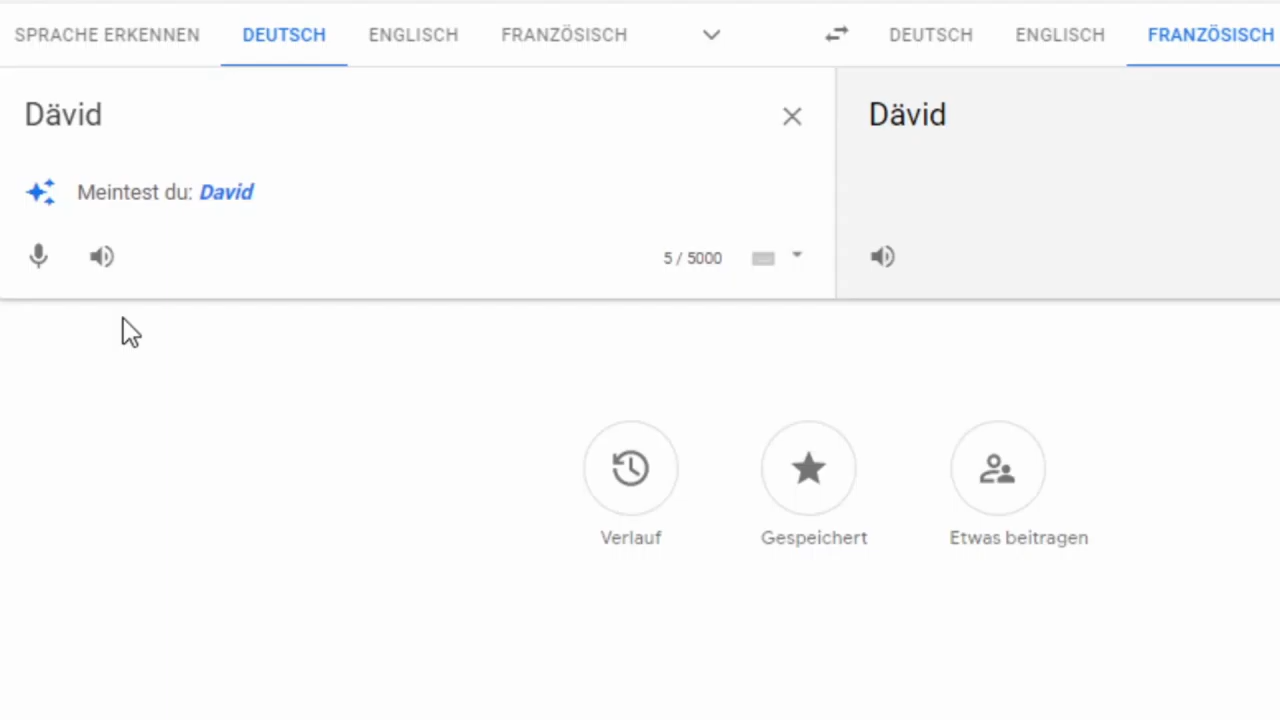 SPRACHE ERKENNEN DEUTSCH ENGLISCH FRANZÖSISCH DEUTSCH ENGLISCH FRANZÖSISCH
Dävid Dävid
Meintest du: David
5 / 5000
Verlauf Gespeichert Etwas beitragen